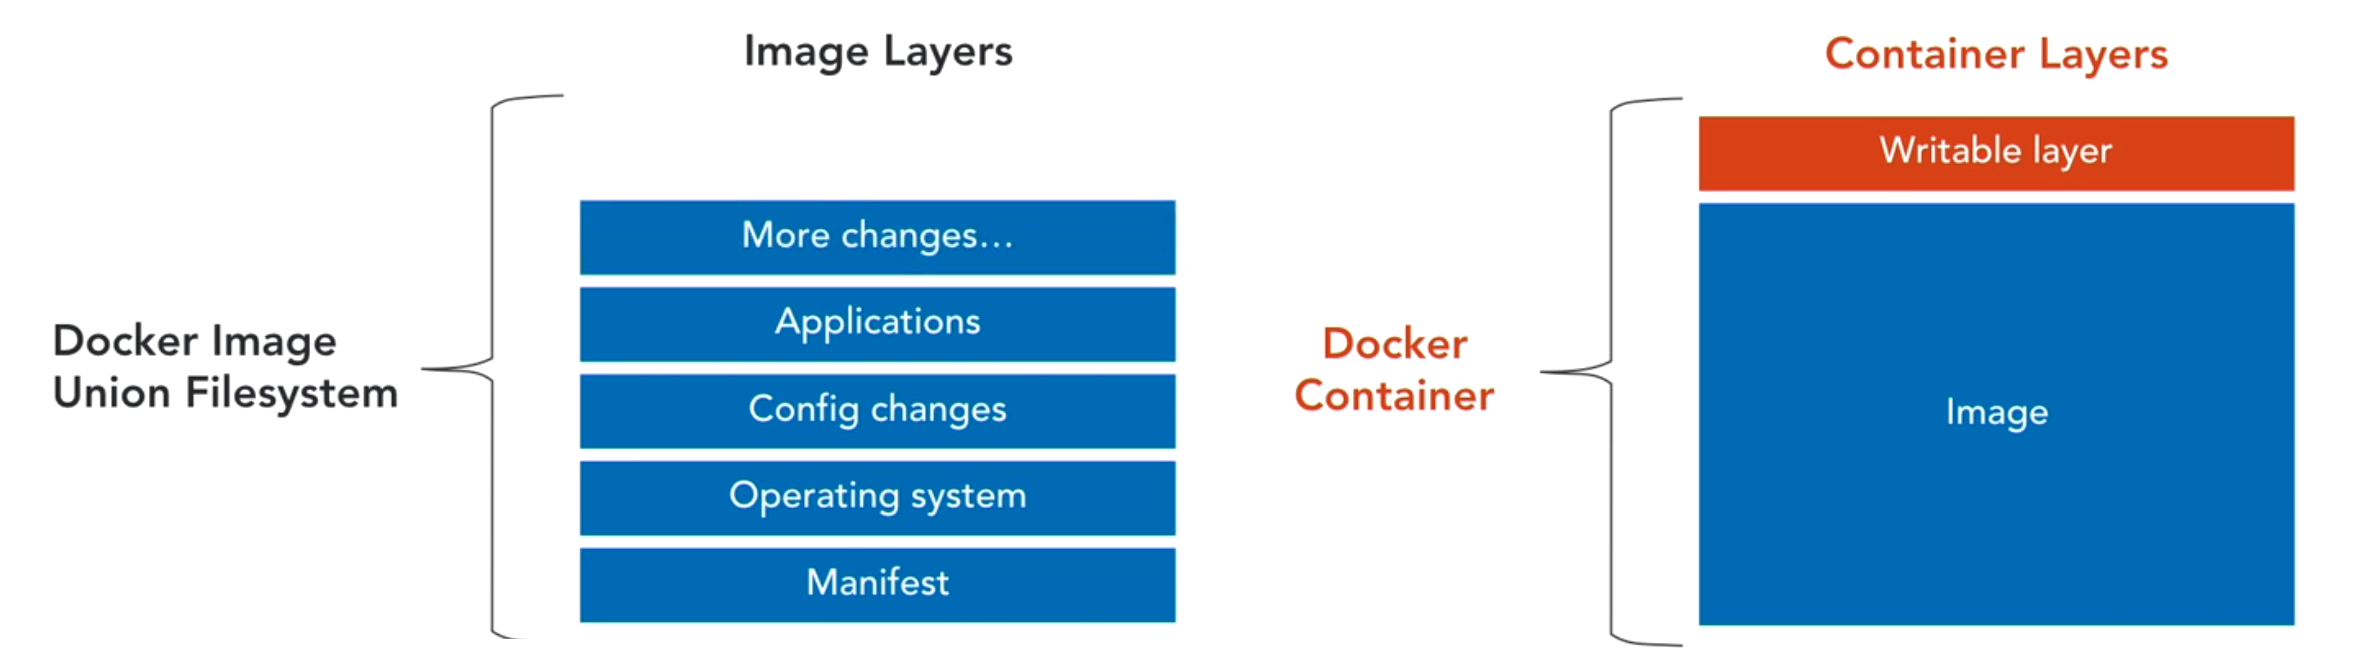 Image Layers
More changes...
Applications
Config changes
Operating system
Manifest
Docker Image
Union Filesystem
Container Layers
Writable layer
Image
Docker
Container